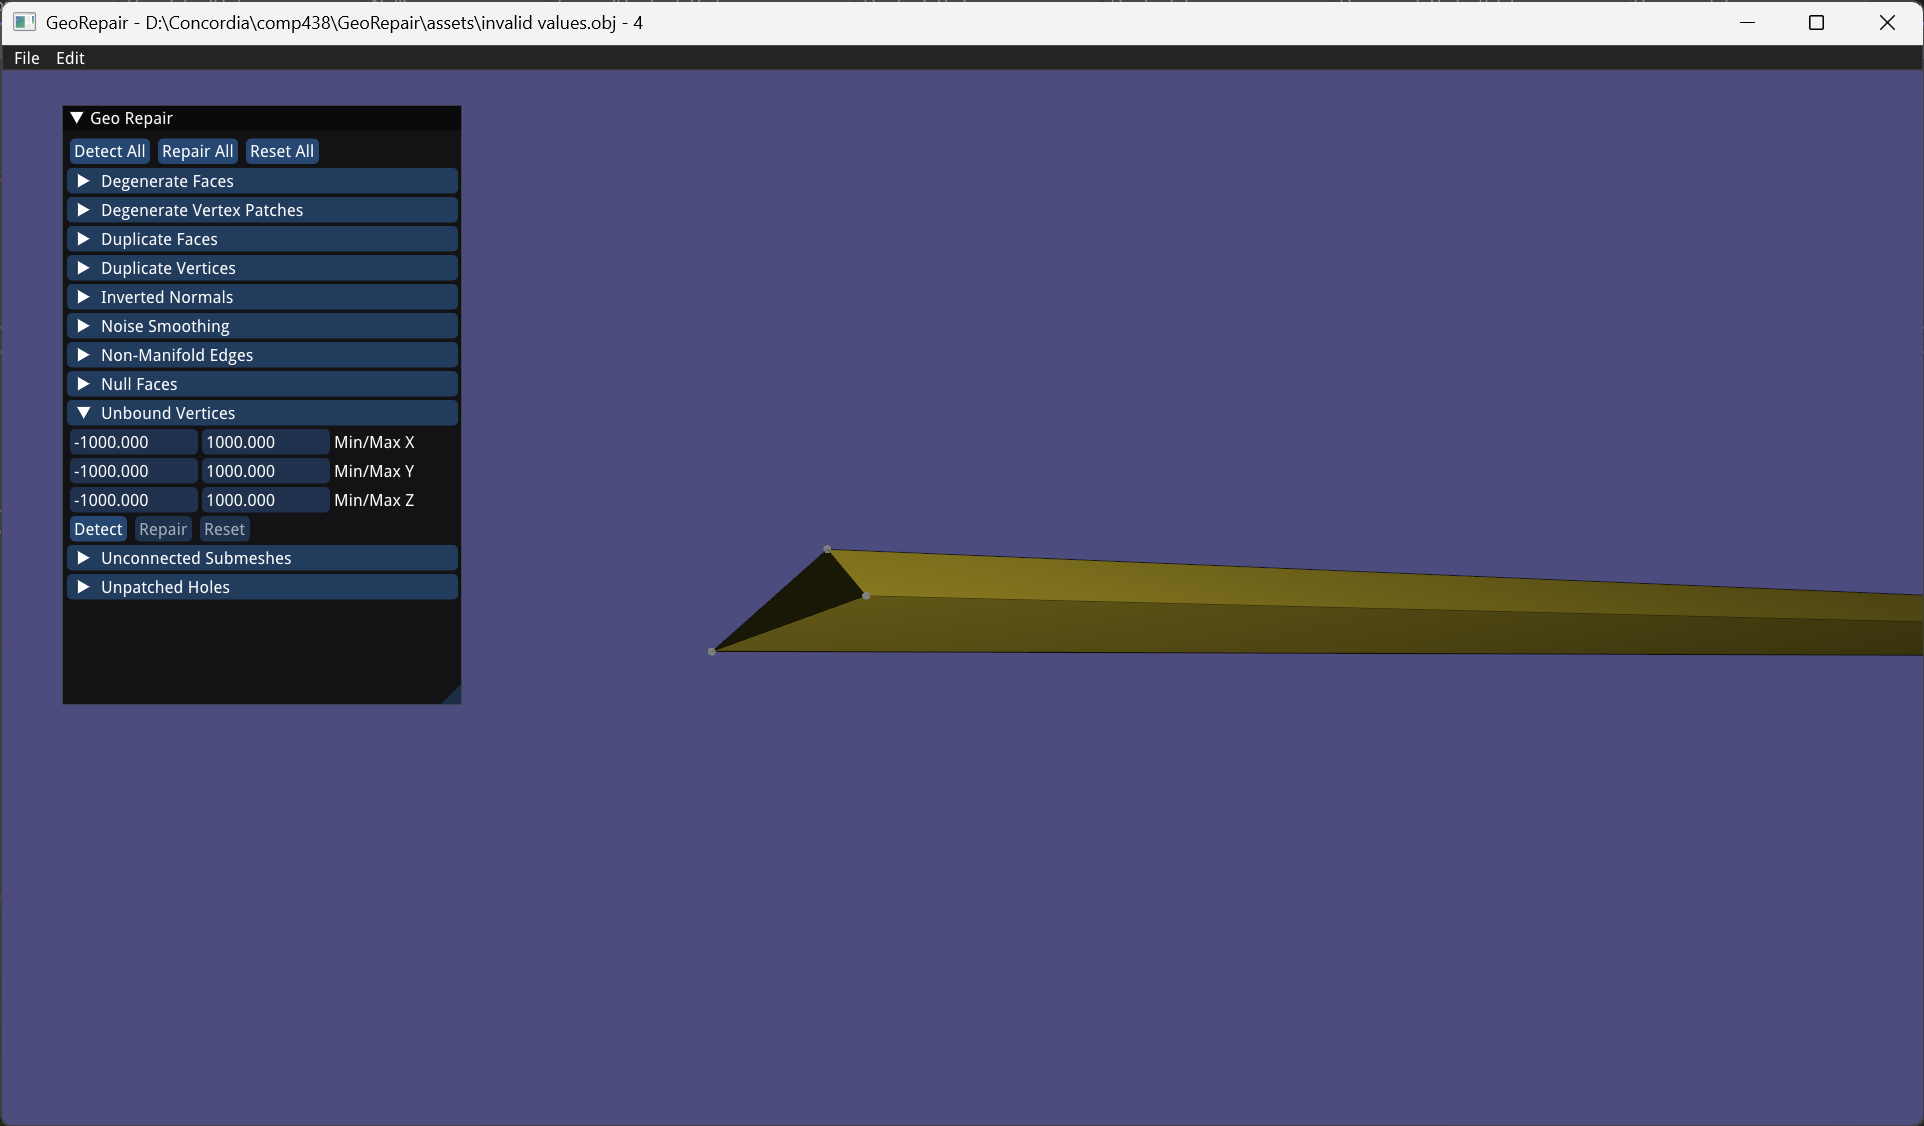 GeoRepair - D:\Concordia\comp438\GeoRepair\assets\invalid values.obj - 4
File Edit
Geo Repair
Detect All Repair All Reset All
Degenerate Faces
Degenerate Vertex Patches
Duplicate Faces
Duplicate Vertices
Inverted Normals
Noise Smoothing
Non-Manifold Edges
Null Faces
Unbound Vertices
-1000.000 1000.000 Min/Max X
-1000.000 1000.000 Min/Max Y
-1000.000 1000.000 Min/Max Z
Detect Repair Reset
Unconnected Submeshes
Unpatched Holes